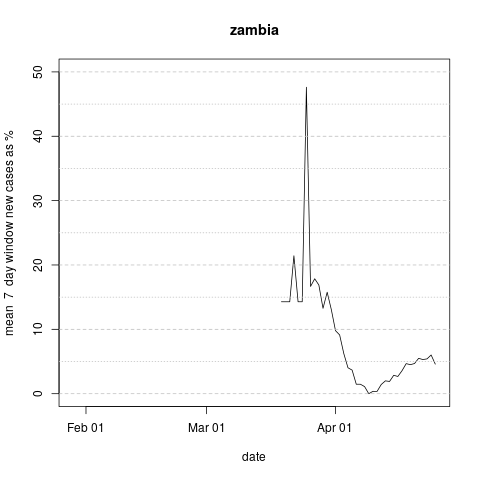 zambia
mean 7 day window new cases as %
50
40
30
20
10
0
Feb 01
Mar 01
Apr 01
date